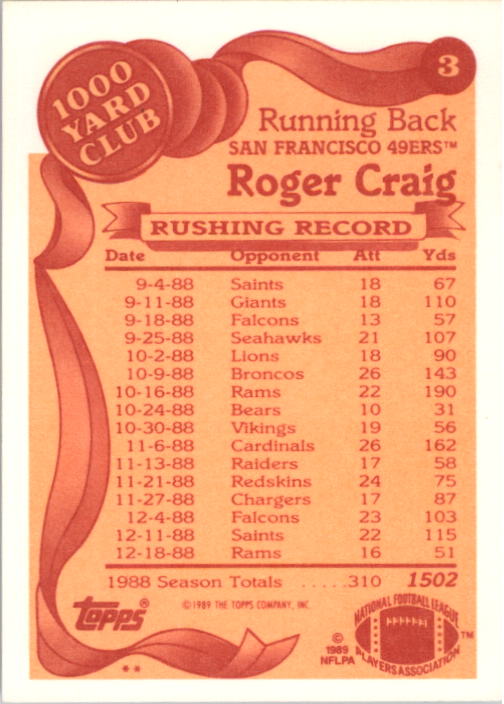 3
1000
YARD
CLUB
Running Back
SAN FRANCISCO 49ERS™
Roger Craig
RUSHING RECORD
Date Opponent Att Yds
9-4-88 Saints 18 67
9-11-88 Giants 18 110
9-18-88 Falcons 13 57
9-25-88 Seahawks 21 107
10-2-88 Lions 18 90
10-9-88 Broncos 26 143
10-16-88 Rams 22 190
10-24-88 Bears 10 31
10-30-88 Vikings 19 56
11-6-88 Cardinals 26 162
11-13-88 Raiders 17 58
11-21-88 Redskins 24 75
11-27-88 Chargers 17 87
12-4-88 Falcons 23 103
12-11-88 Saints 22 115
12-18-88 Rams 16 51
1988 Season Totals .....310 1502
topps®
©1989 THE TOPPS COMPANY, INC.
©
1989
NFLPA
NATIONAL FOOTBALL LEAGUE
PLAYERS ASSOCIATION
™
**